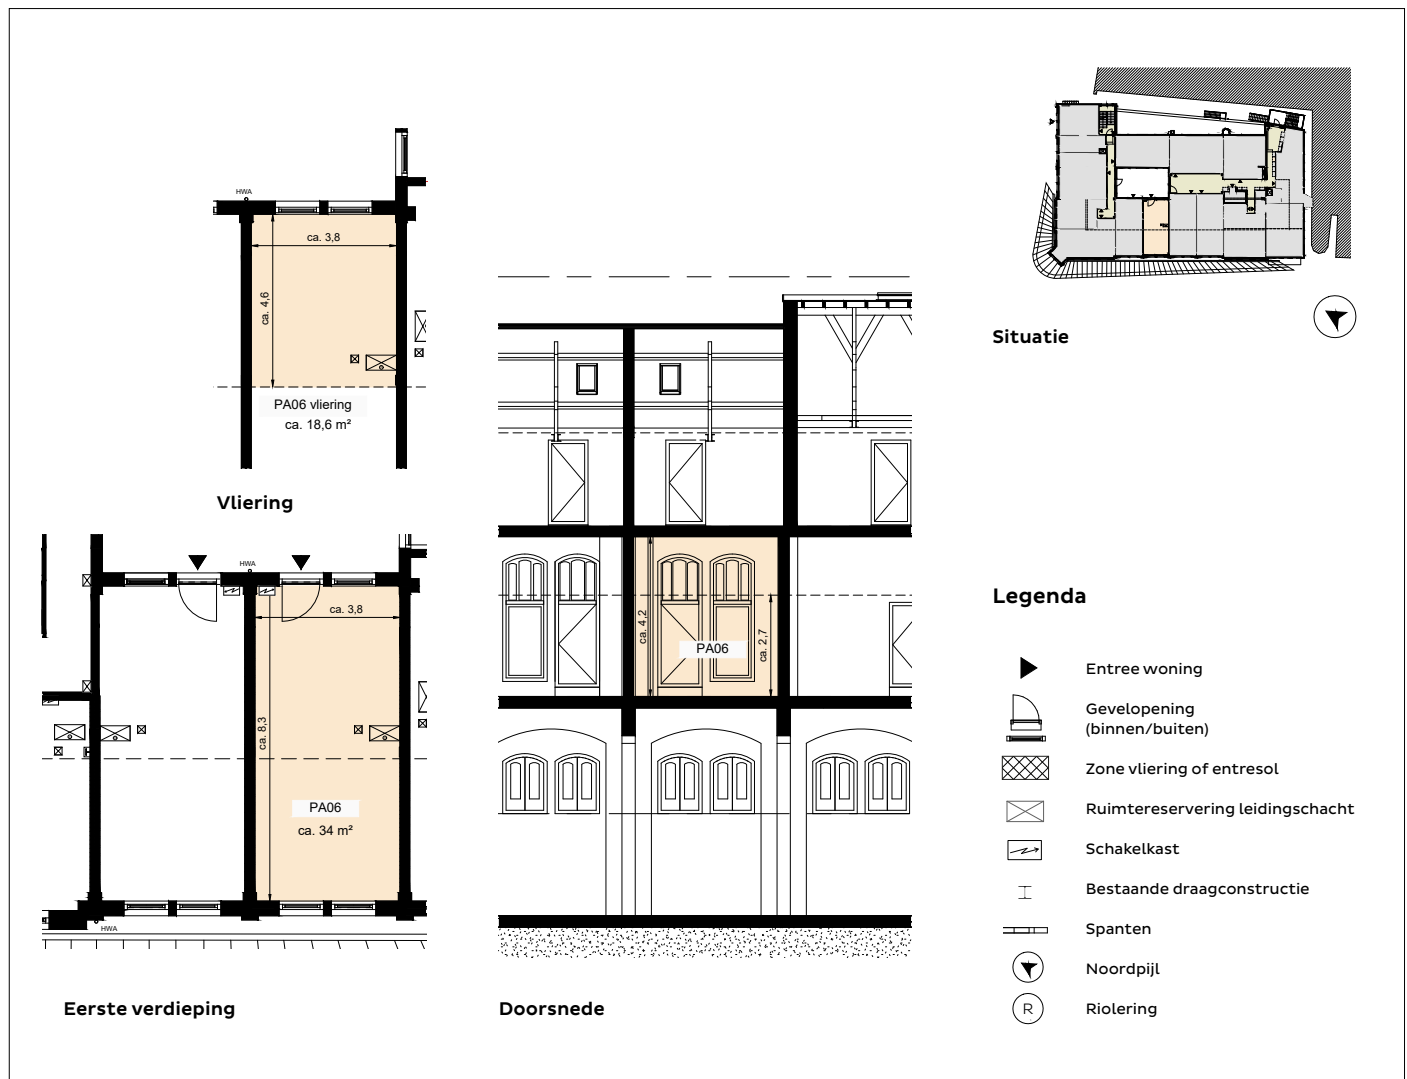 HWA
ca. 3,8
ca. 4,6
PA06 vliering
ca. 18,6 m²
Vliering
HWA
ca. 3,8
ca. 8,3
PA06
ca. 34 m²
HWA
Eerste verdieping
ca. 4,2
PA06
ca. 2,7
Doorsnede
Situatie
Legenda
Entree woning
Gevelopening
(binnen/buiten)
Zone vliering of entresol
Ruimtereservering leidingschacht
Schakelkast
Bestaande draagconstructie
Spanten
Noordpijl
R
Riolering